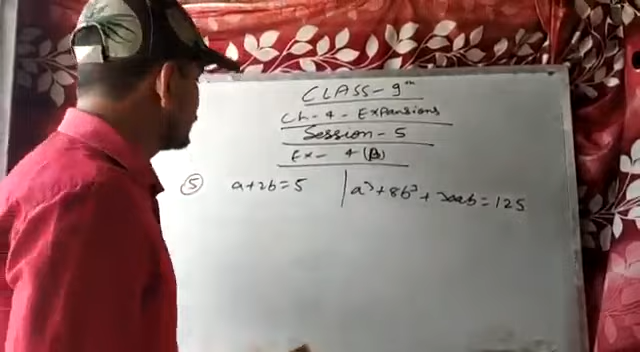 CLASS - 9th
Ch - 4 - Expansions
Session - 5
Ex - 4 (B)
⑤ a+2b=5 | a³+8b³+30ab=125